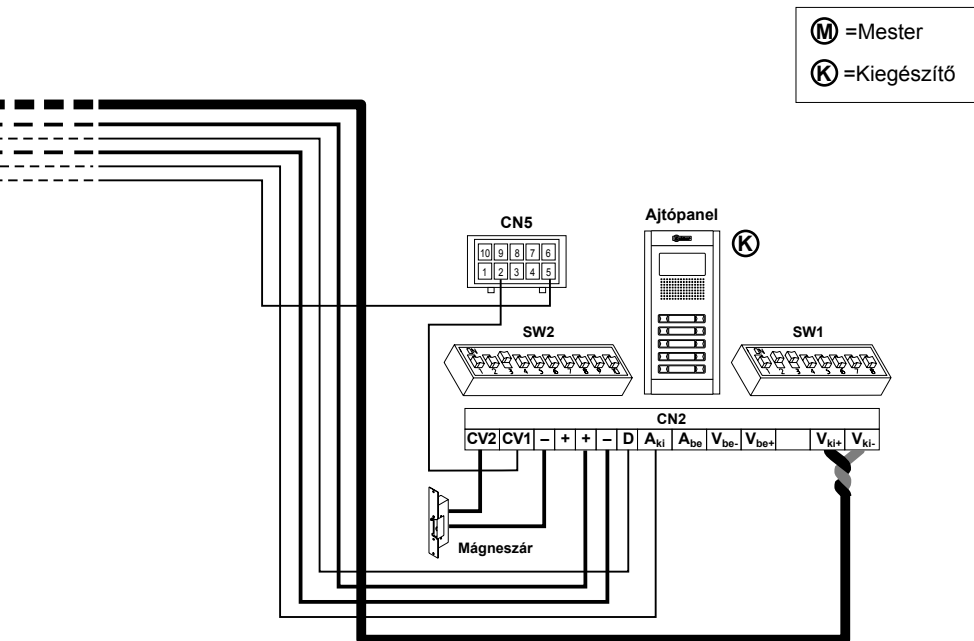 M =Mester
K =Kiegészítő
Ajtópanel
K
CN5
10 9 8 7 6
1 2 3 4 5
SW2
SW1
CN2
CV2 CV1 – + + – D Aki Abe Vbe- Vbe+ Vki+ Vki-
Mágneszár